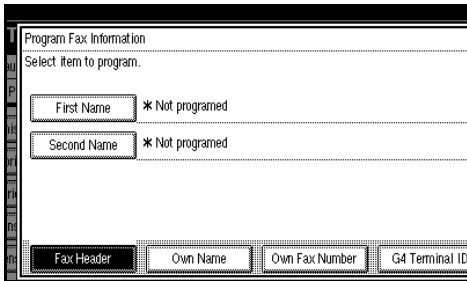 Program Fax Information
Select item to program.
First Name * Not programed
Second Name * Not programed
Fax Header Own Name Own Fax Number G4 Terminal ID